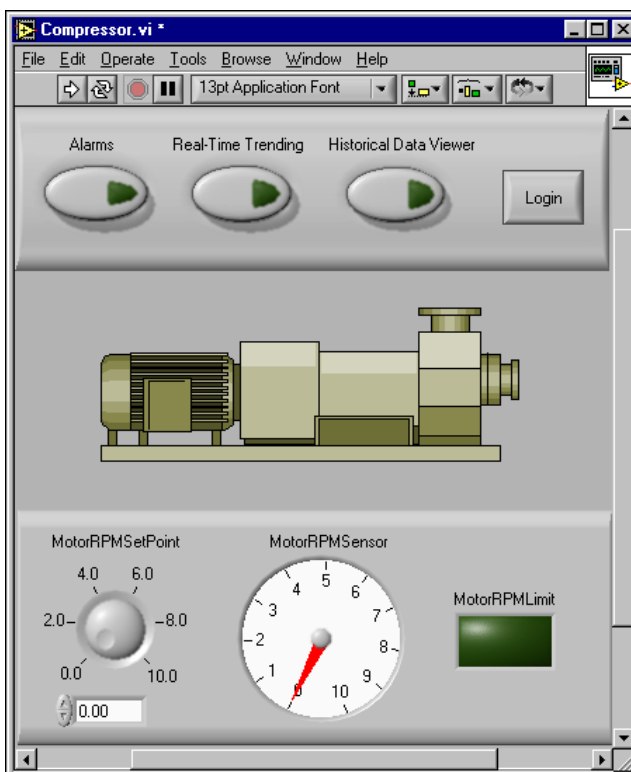 Compressor.vi *
File Edit Operate Tools Browse Window Help
13pt Application Font
Alarms Real-Time Trending Historical Data Viewer
Login
MotorRPMSetPoint MotorRPMSensor
MotorRPMLimit
4.0 6.0
2.0 8.0
0.0 10.0
0.00
0 1 2 3 4 5 6 7 8 9 10